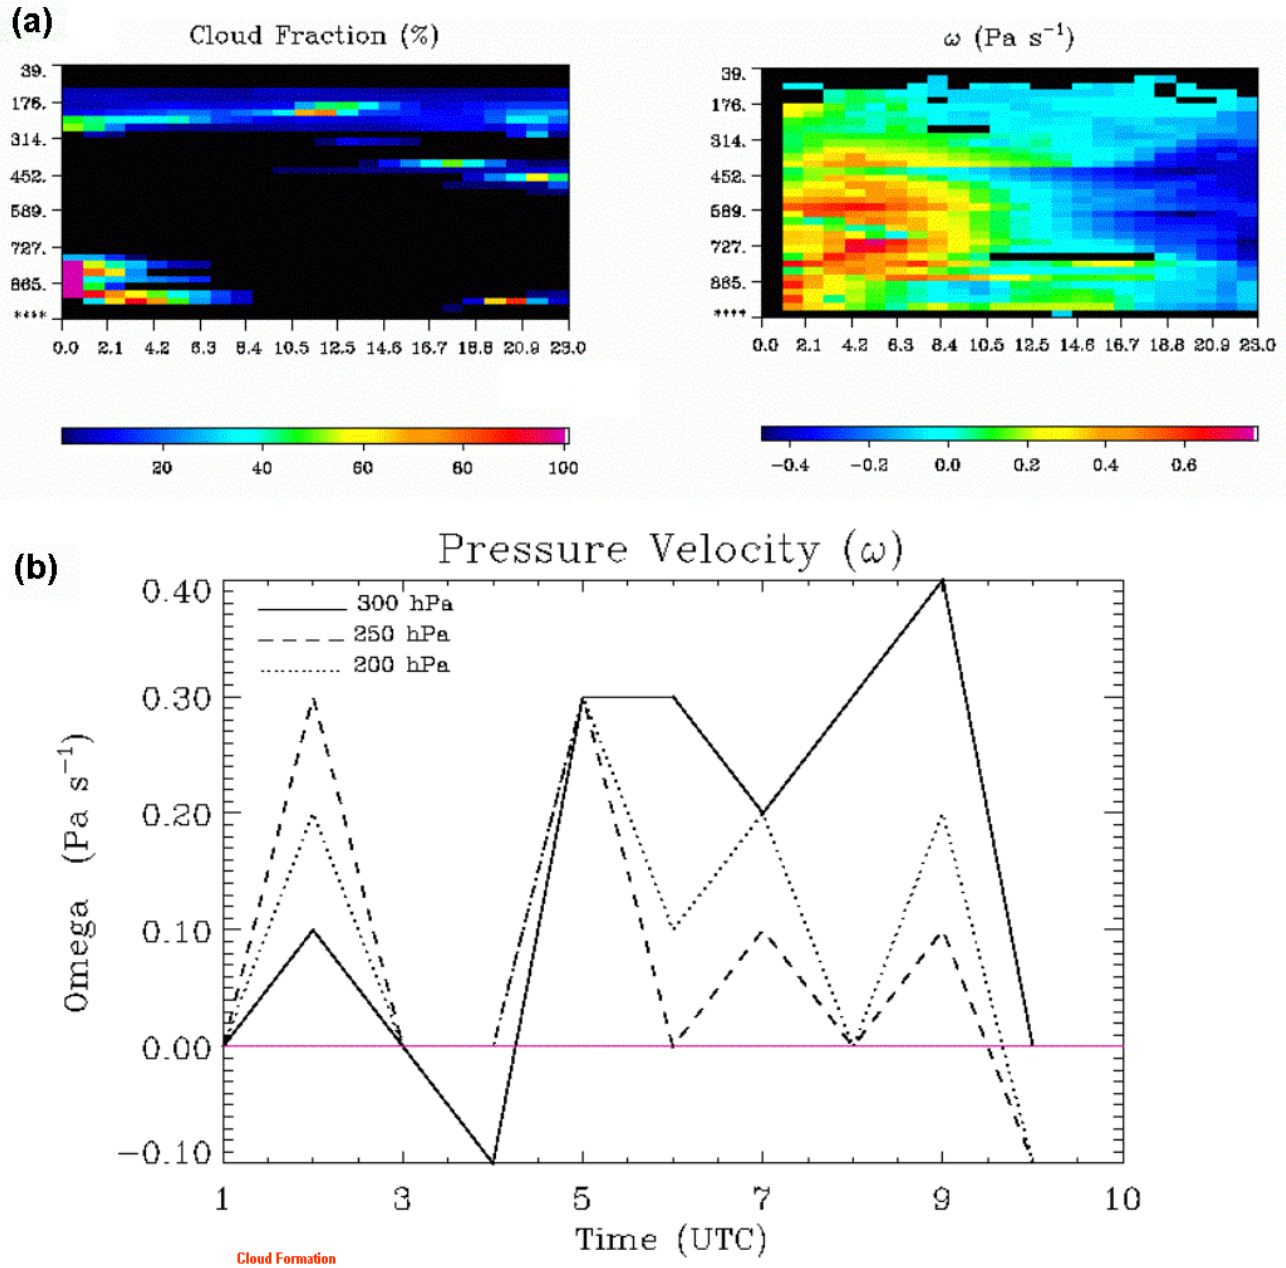 (a)
Cloud Fraction (%)
ω (Pa s⁻¹)
39.
176.
314.
452.
589.
727.
865.
****
0.0 2.1 4.2 6.3 8.4 10.5 12.5 14.6 16.7 18.8 20.9 23.0
20 40 60 80 100
39.
176.
314.
452.
589.
727.
865.
****
0.0 2.1 4.2 6.3 8.4 10.5 12.5 14.6 16.7 18.8 20.9 23.0
-0.4 -0.2 0.0 0.2 0.4 0.6
(b)
Pressure Velocity (ω)
300 hPa
250 hPa
200 hPa
0.40
0.30
0.20
0.10
0.00
-0.10
Omega (Pa s⁻¹)
1 3 5 7 9 10
Time (UTC)
Cloud Formation